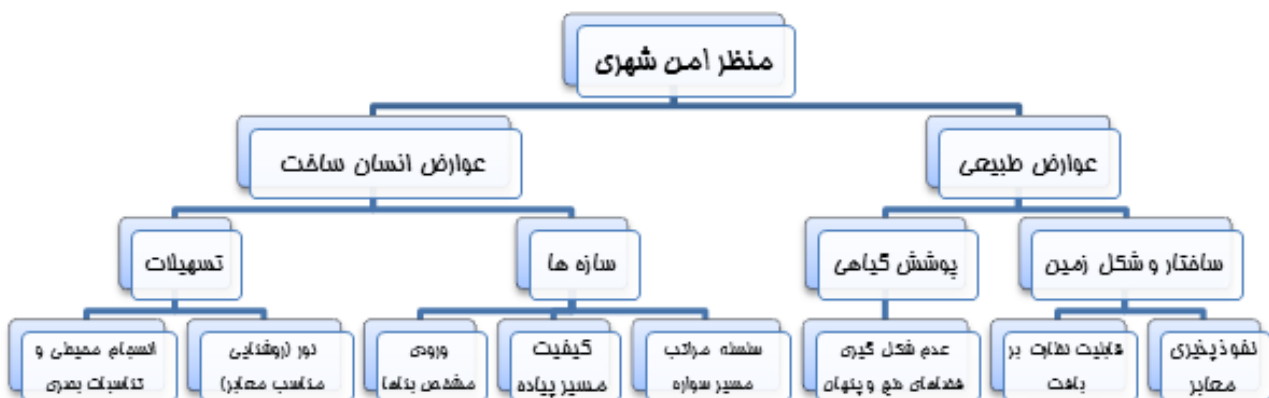 منظر امن شهری
عوارض طبیعی
عوارض انسان ساخت
ساختار و شکل زمین
پوشش گیاهی
سازه ها
تسهیلات
نفوذپذیری
معابر
قابلیت نظارت بر
بافت
عدم شکل گیری
فضاهای کنج و پنهان
سلسله مراتب
مسیر سواره
کیفیت
مسیر پیاده
ورودی
مشخص بناها
نور (روشنایی
مناسب معابر)
انسجام محیطی و
تناسبات بصری